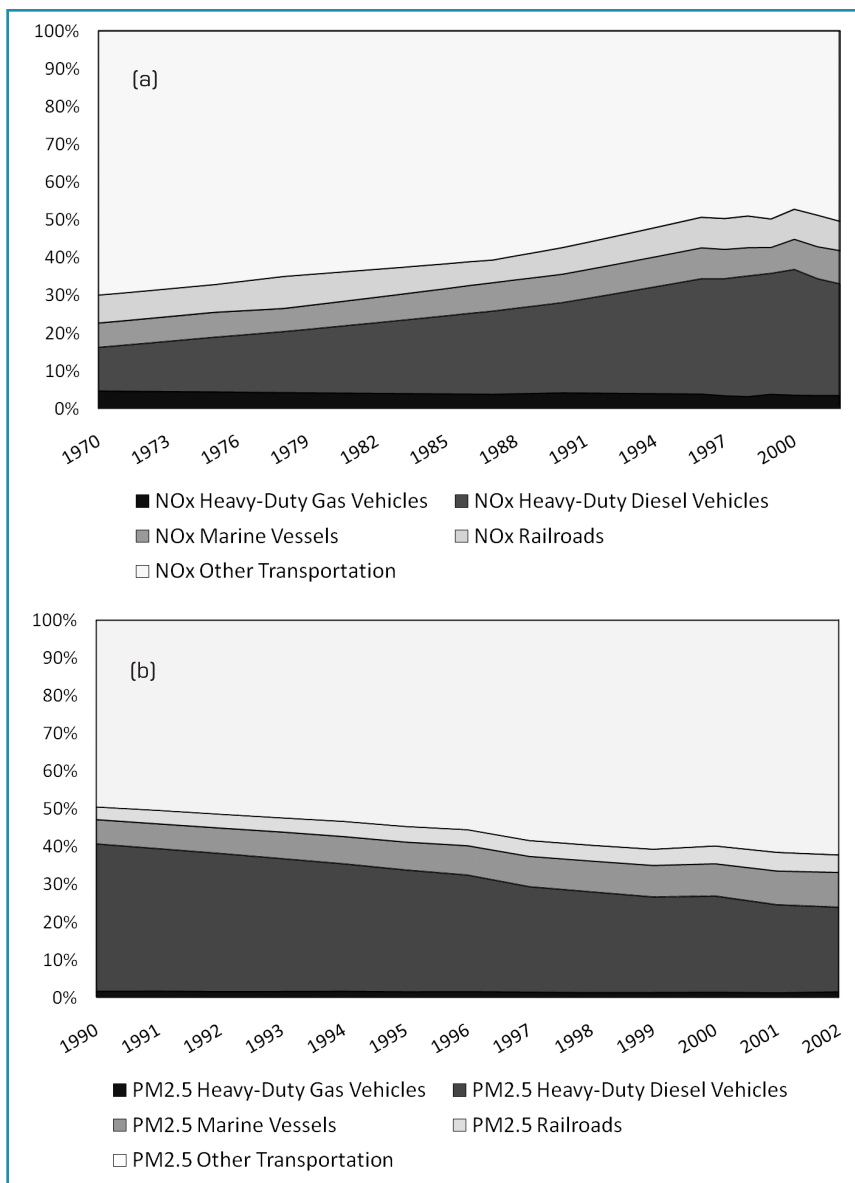 100%
90%
80%
70%
60%
50%
40%
30%
20%
10%
0%
(a)
1970 1973 1976 1979 1982 1985 1988 1991 1994 1997 2000
NOx Heavy-Duty Gas Vehicles NOx Heavy-Duty Diesel Vehicles
NOx Marine Vessels NOx Railroads
NOx Other Transportation
100%
90%
80%
70%
60%
50%
40%
30%
20%
10%
0%
(b)
1990 1991 1992 1993 1994 1995 1996 1997 1998 1999 2000 2001 2002
PM2.5 Heavy-Duty Gas Vehicles PM2.5 Heavy-Duty Diesel Vehicles
PM2.5 Marine Vessels PM2.5 Railroads
PM2.5 Other Transportation